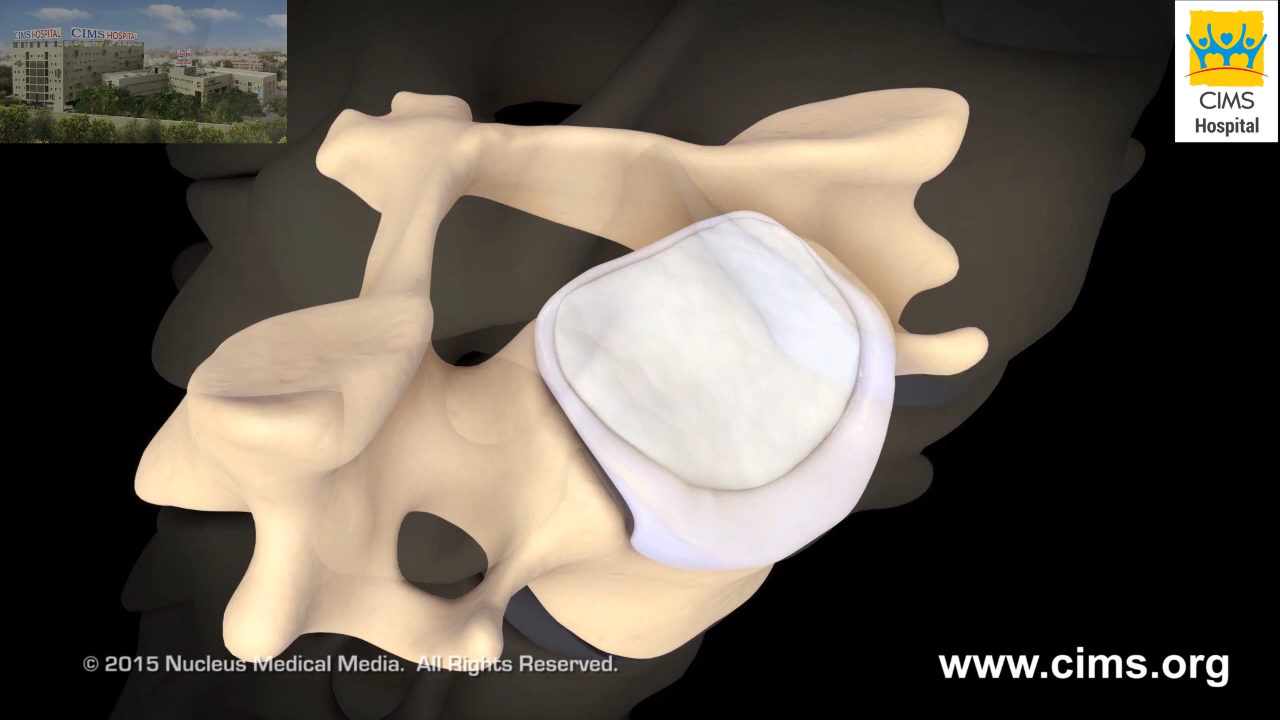 CIMS HOSPITAL CIMS HOSPITAL
CIMS
Hospital
© 2015 Nucleus Medical Media. All Rights Reserved.
www.cims.org